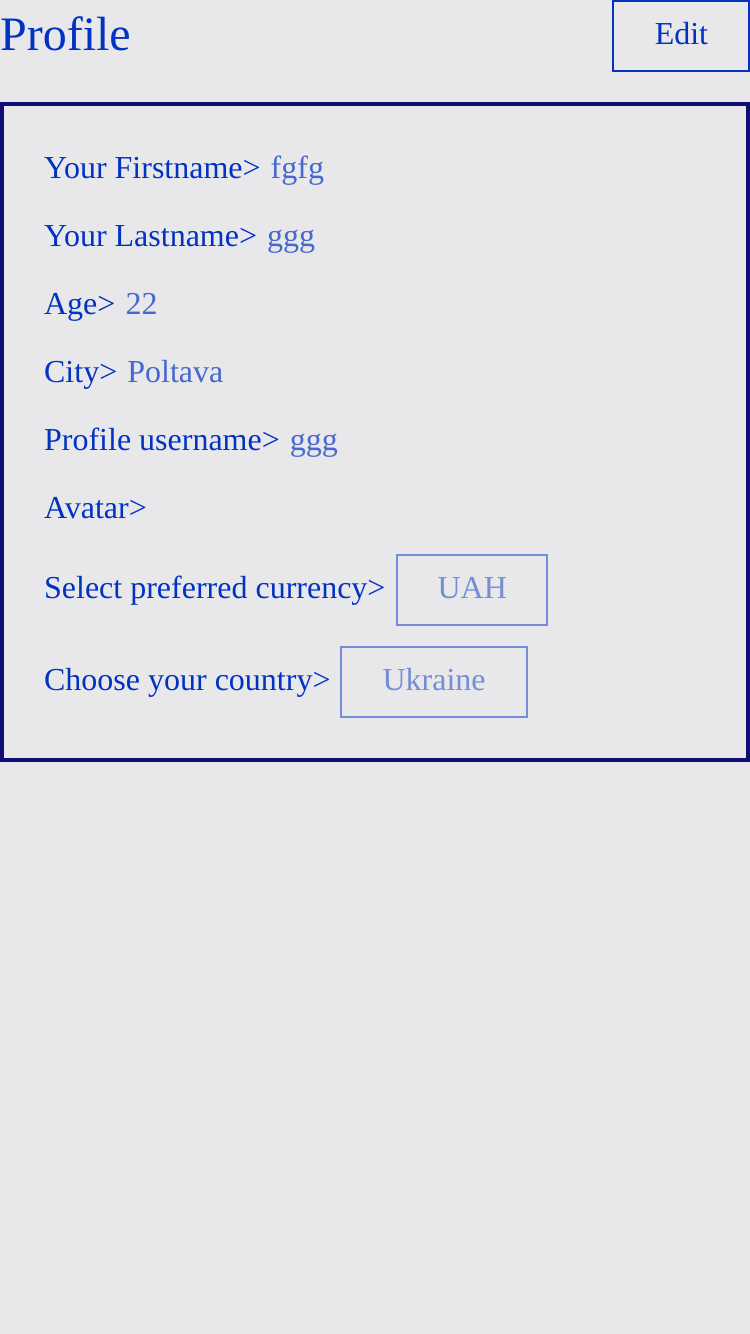 Profile
Edit
Your Firstname> fgfg
Your Lastname> ggg
Age> 22
City> Poltava
Profile username> ggg
Avatar>
Select preferred currency> UAH
Choose your country> Ukraine